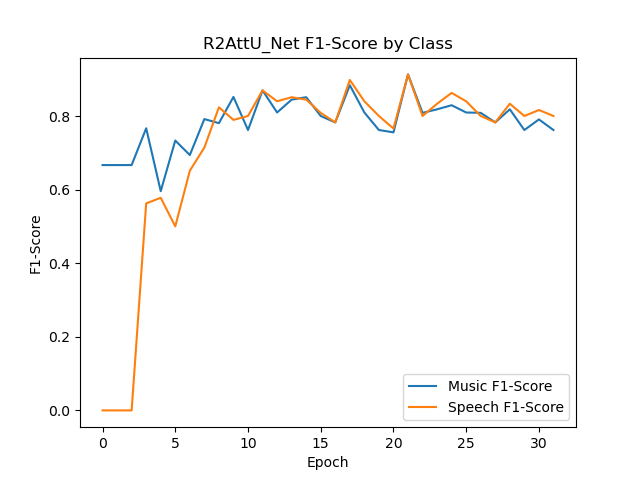 R2AttU_Net F1-Score by Class
F1-Score
0.8
0.6
0.4
0.2
0.0
Music F1-Score
Speech F1-Score
0 5 10 15 20 25 30
Epoch